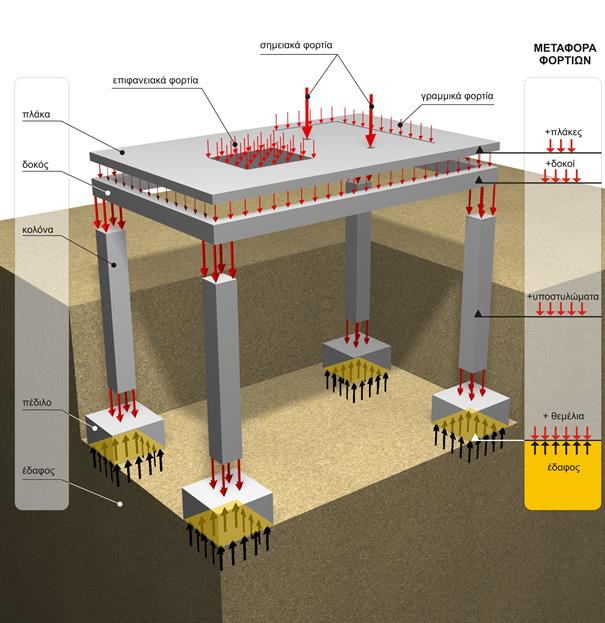 σημειακά φορτία
επιφανειακά φορτία
γραμμικά φορτία
πλάκα
δοκός
κολόνα
πέδιλο
έδαφος
ΜΕΤΑΦΟΡΑ
ΦΟΡΤΙΩΝ
+πλάκες
+δοκοί
+υποστυλώματα
+ θεμέλια
έδαφος